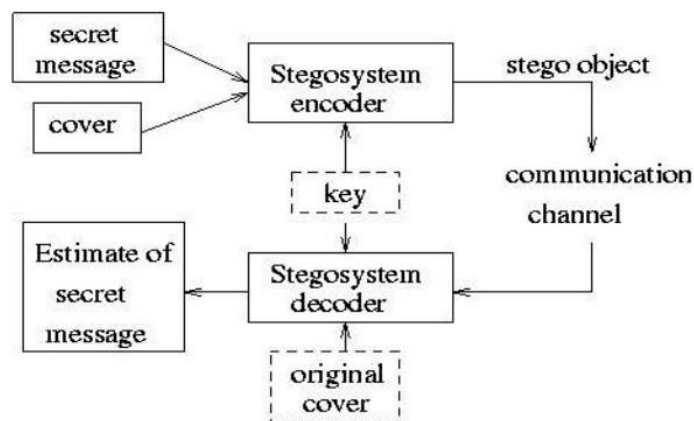 secret
message
cover
Stegosystem
encoder
stego object
key
communication
channel
Estimate of
secret
message
Stegosystem
decoder
original
cover